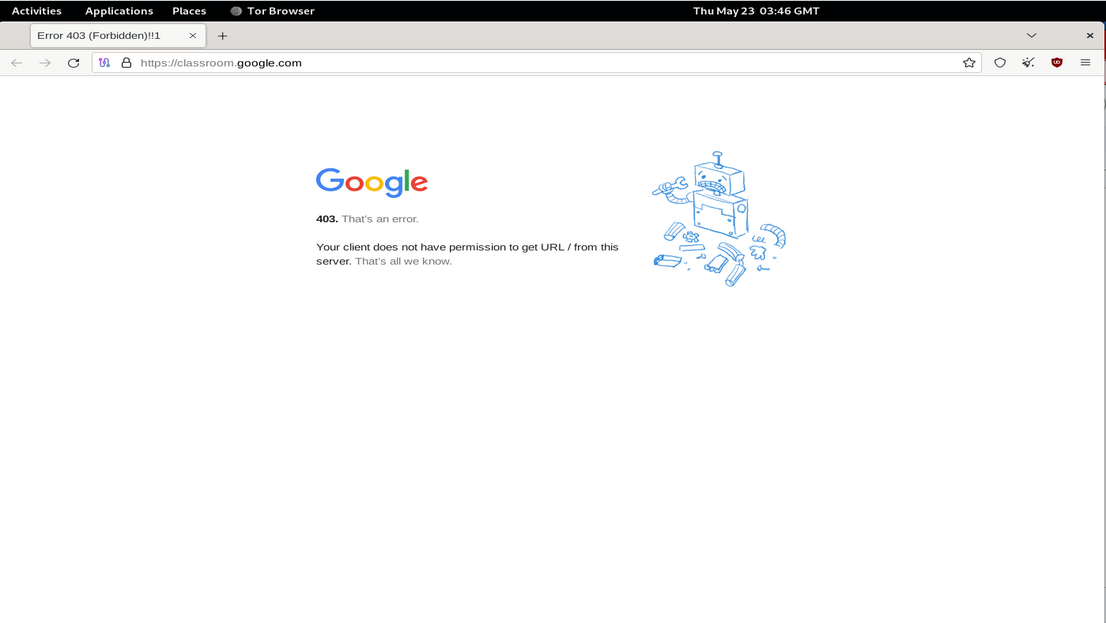 Activities Applications Places Tor Browser Thu May 23 03:46 GMT
Error 403 (Forbidden)!!1
https://classroom.google.com
Google
403. That's an error.
Your client does not have permission to get URL / from this
server. That's all we know.